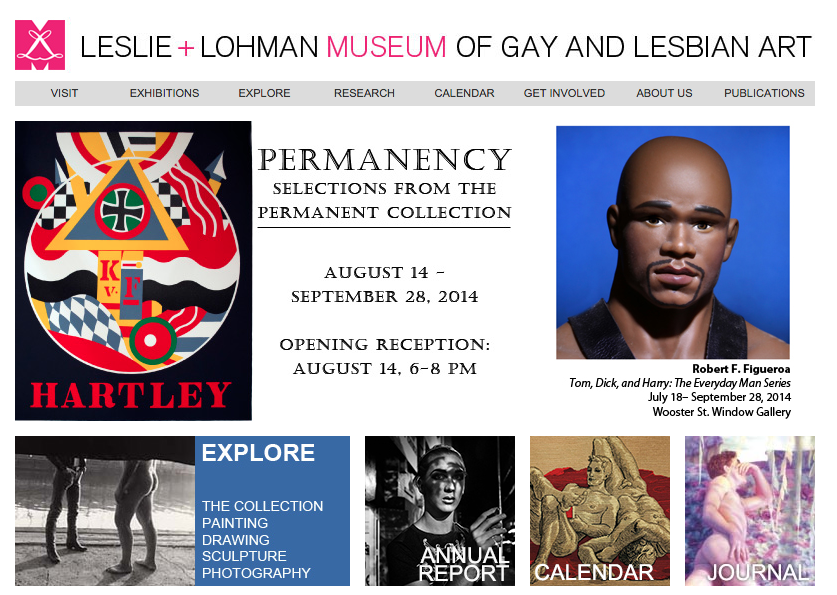 LESLIE + LOHMAN MUSEUM OF GAY AND LESBIAN ART
VISIT EXHIBITIONS EXPLORE RESEARCH CALENDAR GET INVOLVED ABOUT US PUBLICATIONS
K
v.
F
HARTLEY
PERMANENCY
SELECTIONS FROM THE
PERMANENT COLLECTION
AUGUST 14 –
SEPTEMBER 28, 2014
OPENING RECEPTION:
AUGUST 14, 6–8 PM
Robert F. Figueroa
Tom, Dick, and Harry: The Everyday Man Series
July 18– September 28, 2014
Wooster St. Window Gallery
EXPLORE
THE COLLECTION
PAINTING
DRAWING
SCULPTURE
PHOTOGRAPHY
ANNUAL
REPORT
CALENDAR
JOURNAL